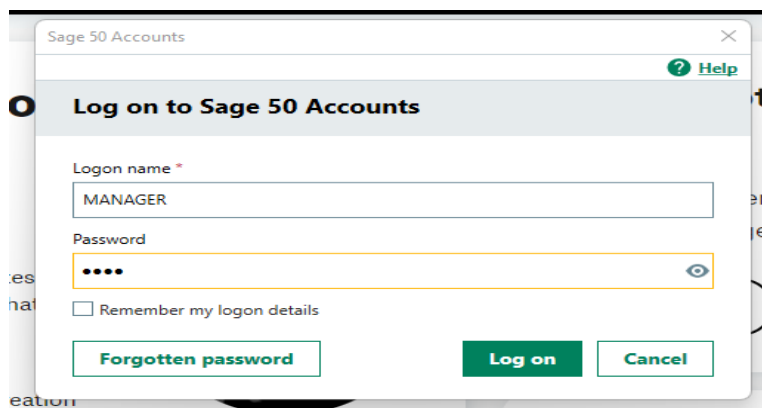 Sage 50 Accounts
Help
Log on to Sage 50 Accounts
Logon name *
MANAGER
Password
••••
Remember my logon details
Forgotten password
Log on
Cancel